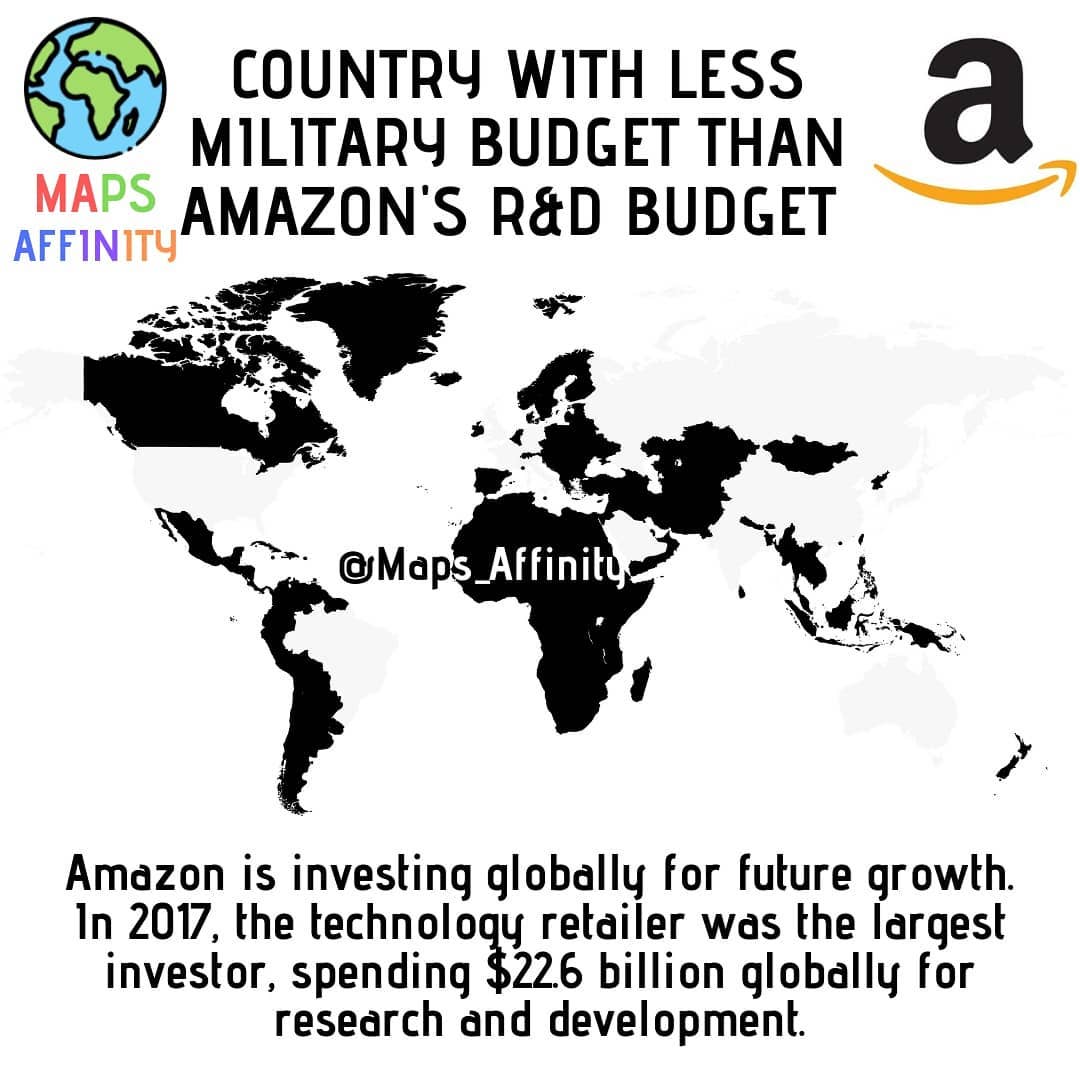 COUNTRY WITH LESS
MILITARY BUDGET THAN
AMAZON'S R&D BUDGET
a
MAPS
AFFINITY
@Maps_Affinity
Amazon is investing globally for future growth.
In 2017, the technology retailer was the largest
investor, spending $22.6 billion globally for
research and development.